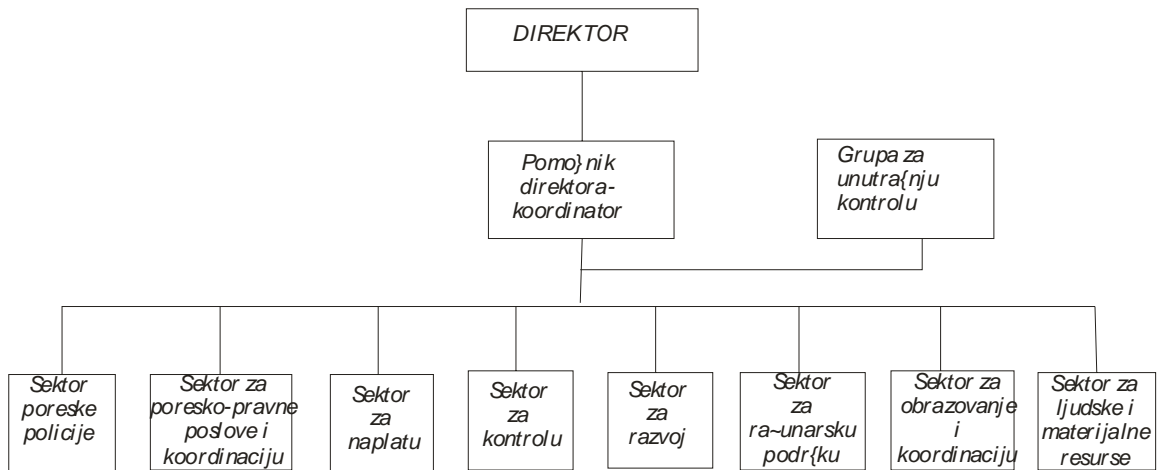 DIREKTOR
Pomo}nik
direktora-
koordinator
Grupa za
unutra{nju
kontrolu
Sektor
poreske
policije
Sektor za
poresko-pravne
poslove i
koordinaciju
Sektor
za
naplatu
Sektor
za
kontrolu
Sektor
za
razvoj
Sektor
za
ra~unarsku
podr{ku
Sektor za
obrazovanje
i
koordinaciju
Sektor za
ljudske i
materijalne
resurse